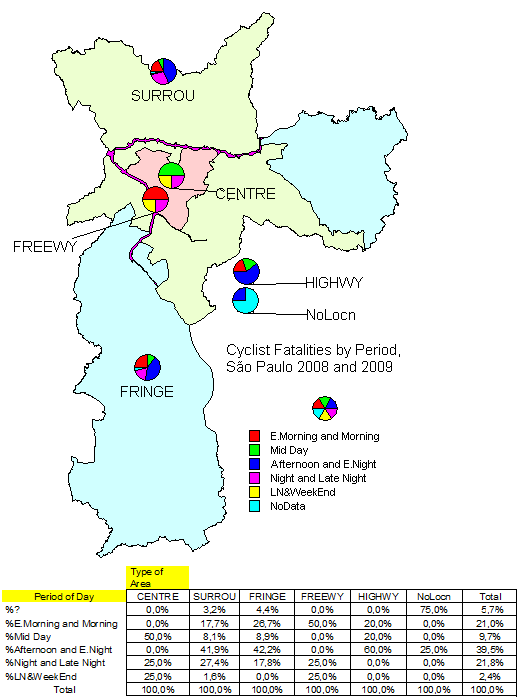 SURROU
CENTRE
FREEWY
HIGHWY
NoLocn
Cyclist Fatalities by Period,
São Paulo 2008 and 2009
FRINGE
E.Morning and Morning
Mid Day
Afternoon and E.Night
Night and Late Night
LN&WeekEnd
NoData
Type of
Area
Period of Day CENTRE SURROU FRINGE FREEWY HIGHWY NoLocn Total
%? 0,0% 3,2% 4,4% 0,0% 0,0% 75,0% 5,7%
%E.Morning and Morning 0,0% 17,7% 26,7% 50,0% 20,0% 0,0% 21,0%
%Mid Day 50,0% 8,1% 8,9% 0,0% 20,0% 0,0% 9,7%
%Afternoon and E.Night 0,0% 41,9% 42,2% 0,0% 60,0% 25,0% 39,5%
%Night and Late Night 25,0% 27,4% 17,8% 25,0% 0,0% 0,0% 21,8%
%LN&WeekEnd 25,0% 1,6% 0,0% 25,0% 0,0% 0,0% 2,4%
Total 100,0% 100,0% 100,0% 100,0% 100,0% 100,0% 100,0%